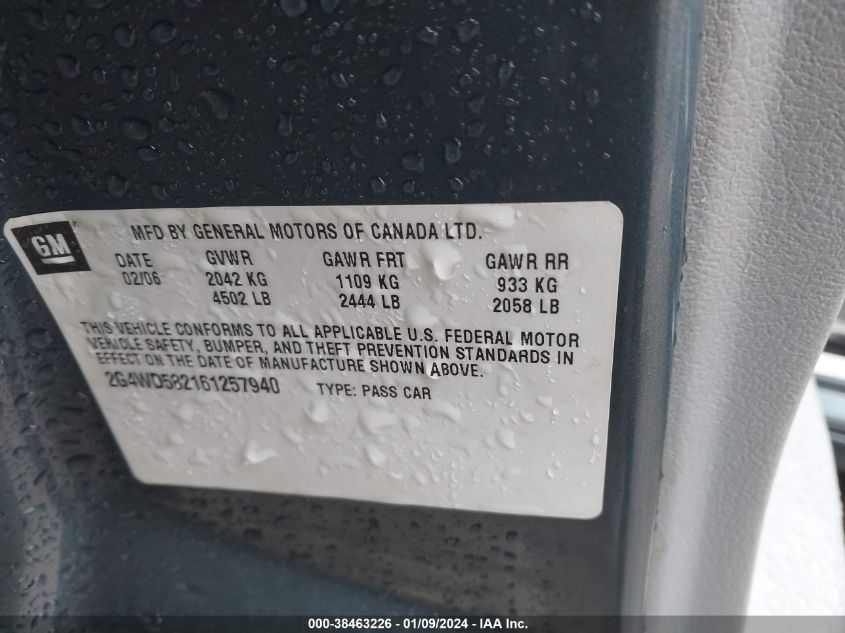 GM
MFD BY GENERAL MOTORS OF CANADA LTD.
DATE GVWR GAWR FRT GAWR RR
02/06 2042 KG 1109 KG 933 KG
4502 LB 2444 LB 2058 LB
THIS VEHICLE CONFORMS TO ALL APPLICABLE U.S. FEDERAL MOTOR
VEHICLE SAFETY, BUMPER, AND THEFT PREVENTION STANDARDS IN
EFFECT ON THE DATE OF MANUFACTURE SHOWN ABOVE.
2G4WD582161257940 TYPE: PASS CAR
000-38463226 - 01/09/2024 - IAA Inc.